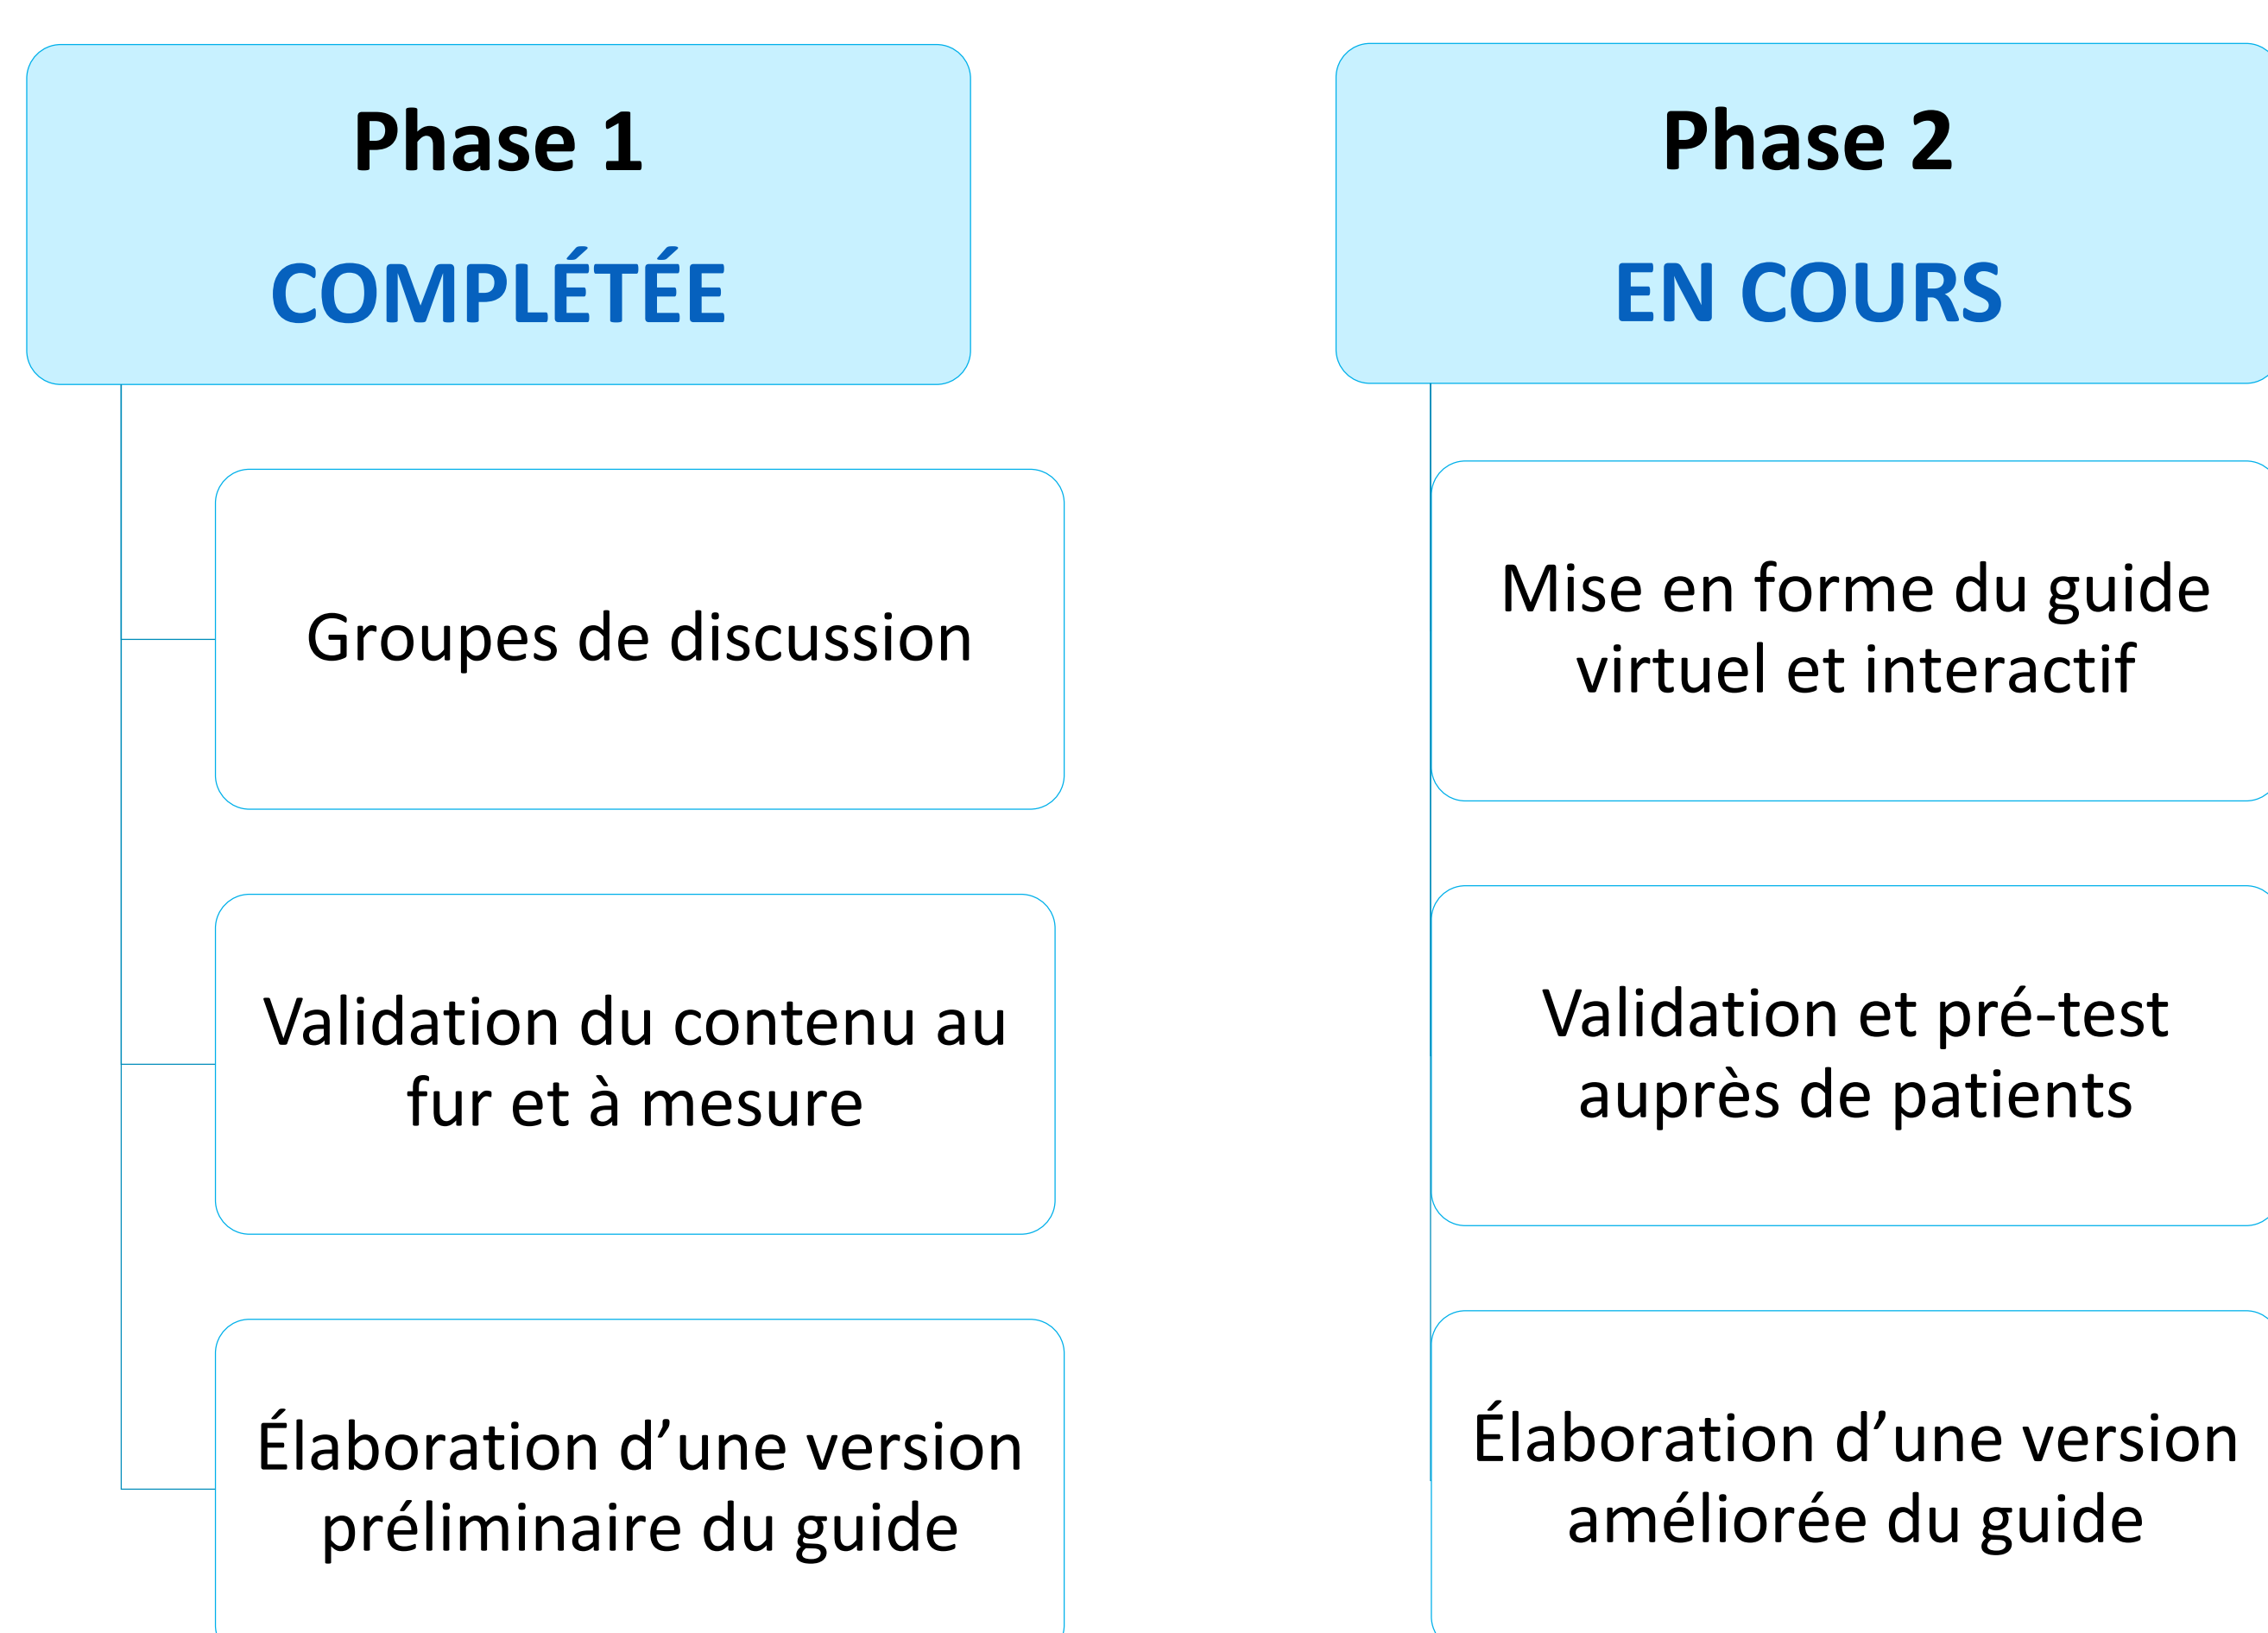 Phase 1
COMPLÉTÉE
Groupes de discussion
Validation du contenu au
fur et à mesure
Élaboration d’une version
préliminaire du guide
Phase 2
EN COURS
Mise en forme du guide
virtuel et interactif
Validation et pré-test
auprès de patients
Élaboration d’une version
améliorée du guide